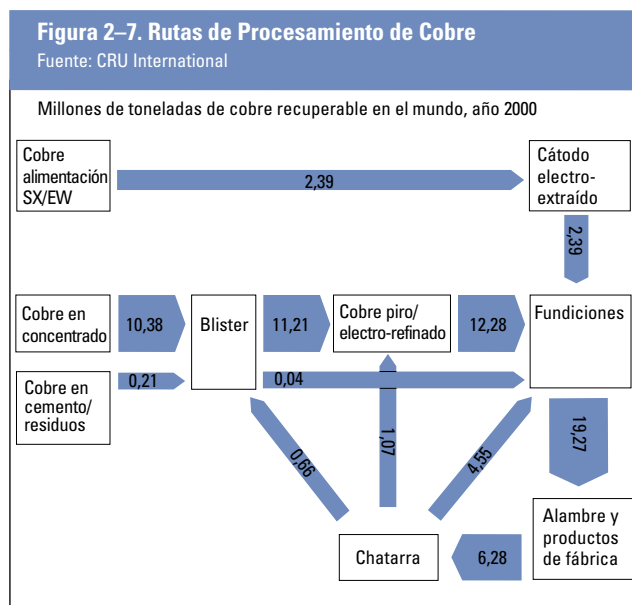 Figura 2–7. Rutas de Procesamiento de Cobre
Fuente: CRU International
Millones de toneladas de cobre recuperable en el mundo, año 2000
Cobre
alimentación
SX/EW
2,39
Cátodo
electro-
extraído
2,39
Cobre en
concentrado
10,38
Blister
11,21
Cobre piro/
electro-refinado
12,28
Fundiciones
Cobre en
cemento/
residuos
0,21
0,04
0,66
1,07
4,55
19,27
Chatarra
6,28
Alambre y
productos
de fábrica